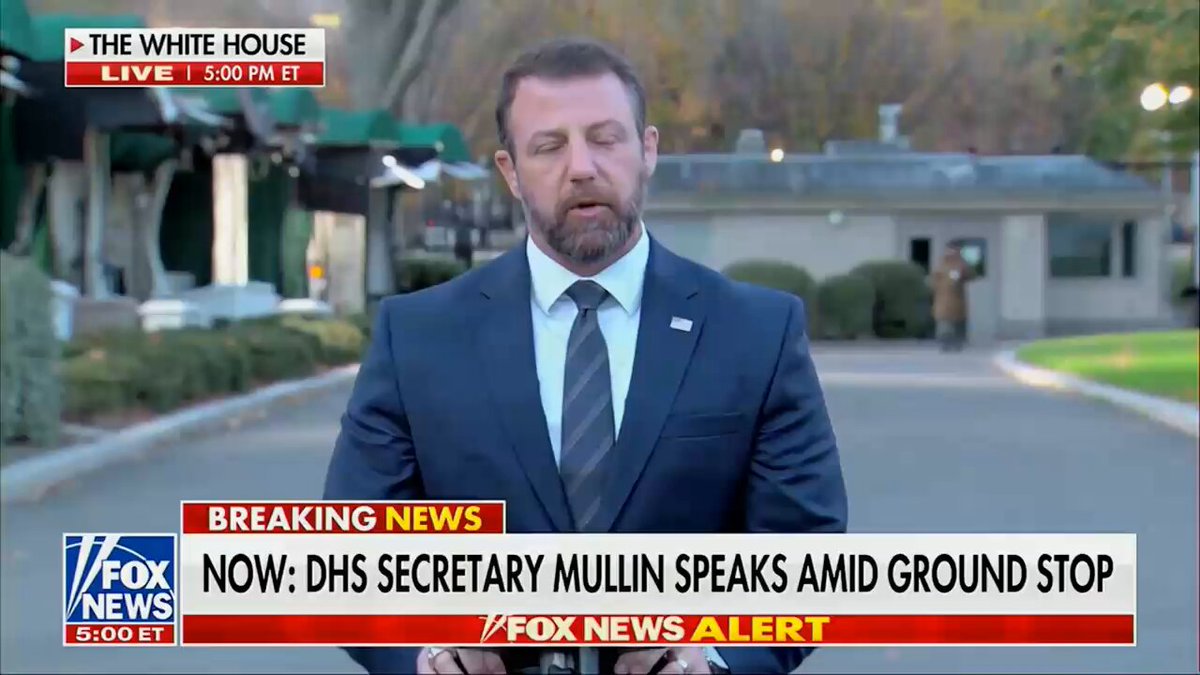 THE WHITE HOUSE
LIVE | 5:00 PM ET
BREAKING NEWS
NOW: DHS SECRETARY MULLIN SPEAKS AMID GROUND STOP
FOX
NEWS
5:00 ET
FOX NEWS ALERT